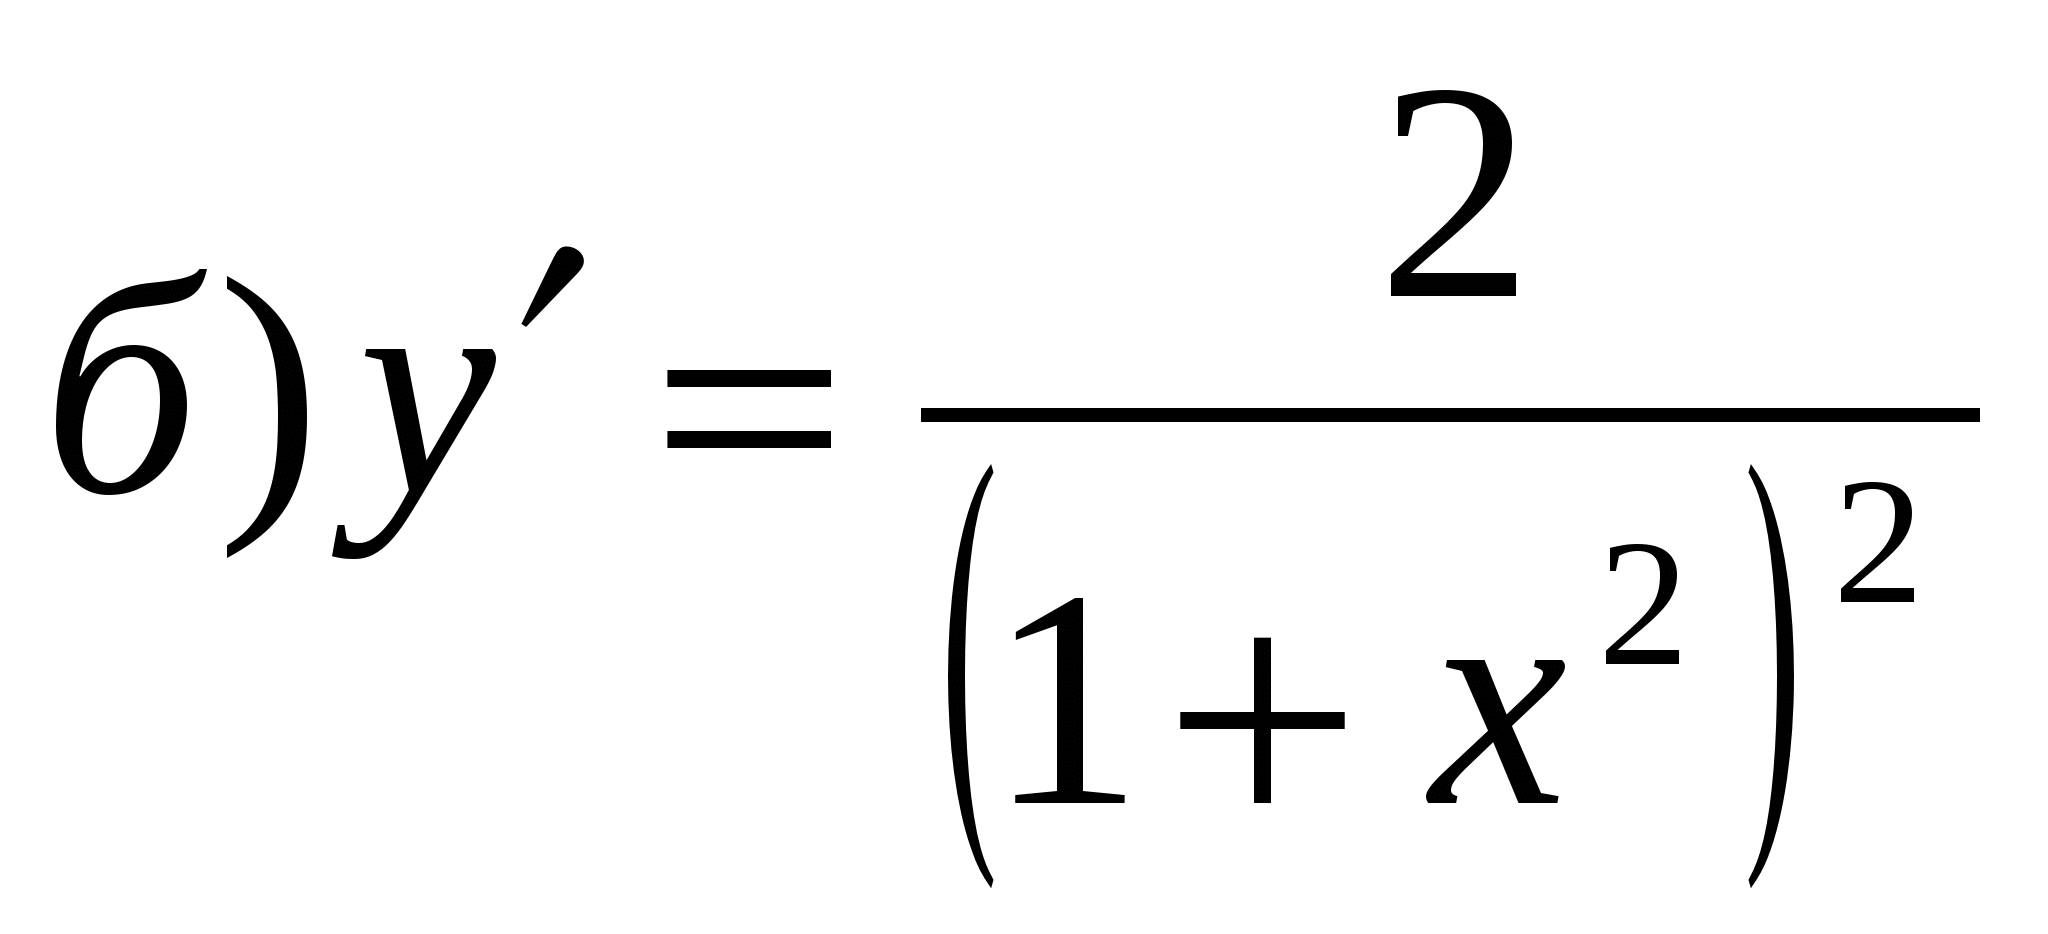 б) y′ = 2 / (1 + x²)²